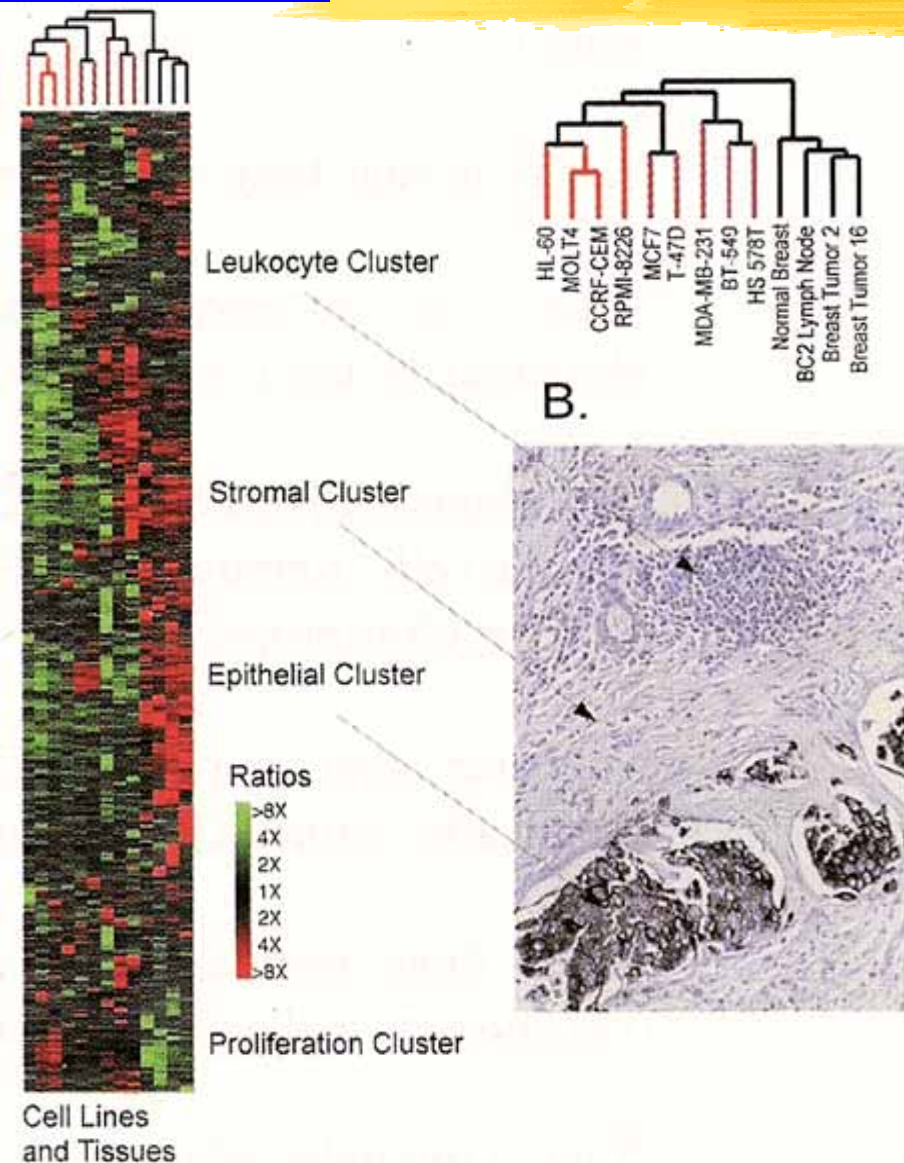 HL-60
MOLT4
CCRF-CEM
RPMI-8226
MCF7
T-47D
MDA-MB-231
BT-549
HS 578T
Normal Breast
BC2 Lymph Node
Breast Tumor 2
Breast Tumor 16
Leukocyte Cluster
B.
Stromal Cluster
Epithelial Cluster
Ratios
>8X
4X
2X
1X
2X
4X
>8X
Proliferation Cluster
Cell Lines
and Tissues